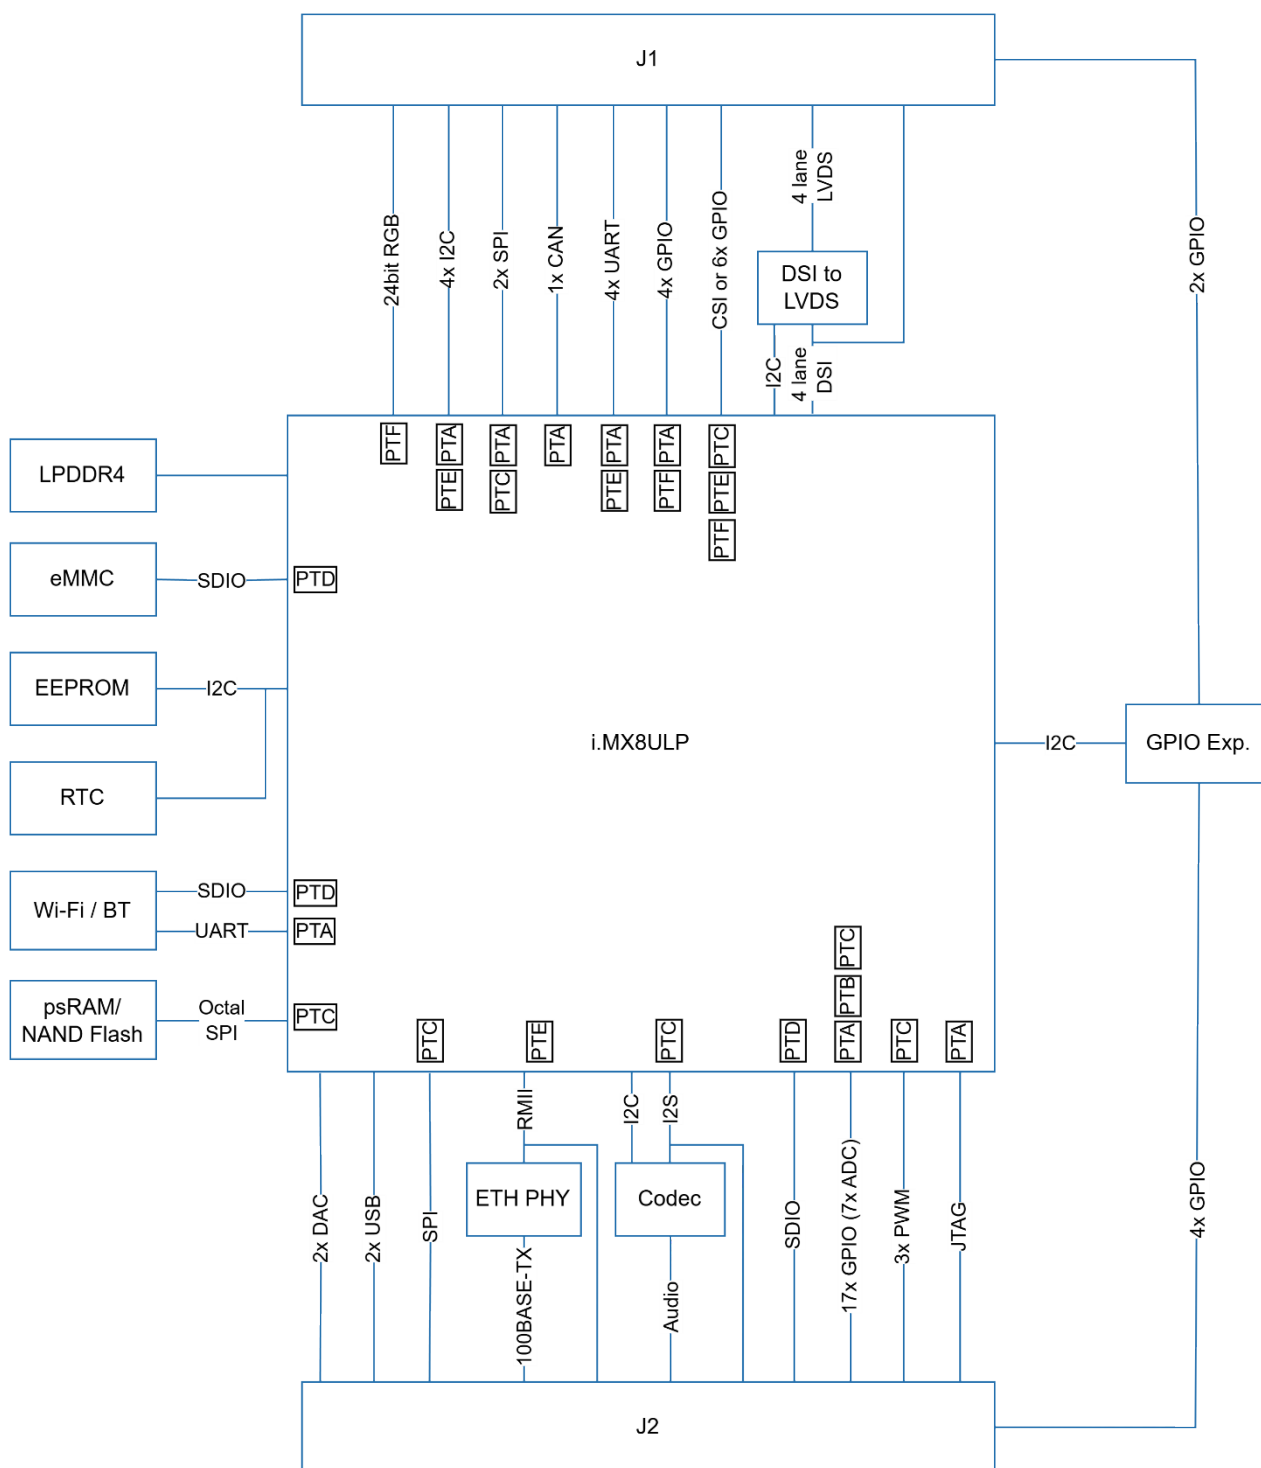 J1
24bit RGB
4x I2C
2x SPI
1x CAN
4x UART
4x GPIO
CSI or 6x GPIO
4 lane
LVDS
DSI to
LVDS
I2C
4 lane
DSI
2x GPIO
PTF
PTE
PTA
PTC
PTA
PTA
PTE
PTA
PTF
PTA
PTF
PTE
PTC
LPDDR4
eMMC
SDIO
PTD
EEPROM
I2C
RTC
i.MX8ULP
I2C
GPIO Exp.
Wi-Fi / BT
SDIO
PTD
UART
PTA
psRAM/
NAND Flash
Octal
SPI
PTC
PTC
PTE
PTC
PTD
PTA
PTB
PTC
PTC
PTA
2x DAC
2x USB
SPI
RMII
ETH PHY
100BASE-TX
I2C
I2S
Codec
Audio
SDIO
17x GPIO (7x ADC)
3x PWM
JTAG
4x GPIO
J2